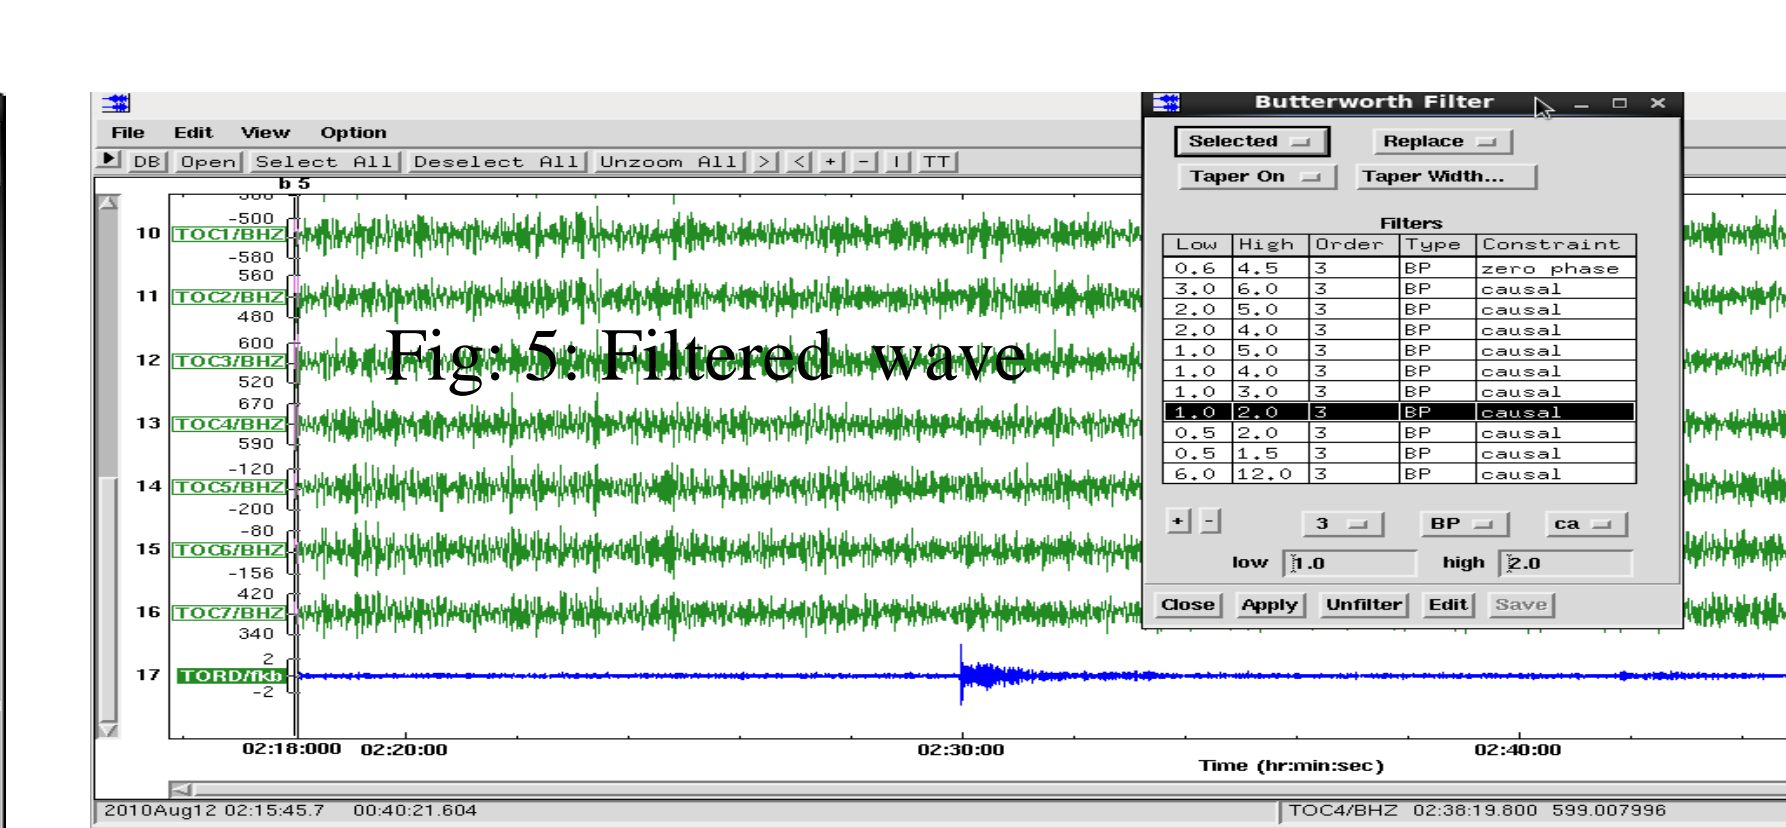 Butterworth Filter
File Edit View Option
DB Open Select All Deselect All Unzoom All > < + - | TT
Selected Replace
Taper On Taper Width...
Filters
Low High Order Type Constraint
0.6 4.5 3 BP zero phase
3.0 6.0 3 BP causal
2.0 5.0 3 BP causal
2.0 4.0 3 BP causal
1.0 5.0 3 BP causal
1.0 4.0 3 BP causal
1.0 3.0 3 BP causal
1.0 2.0 3 BP causal
0.5 2.0 3 BP causal
0.5 1.5 3 BP causal
6.0 12.0 3 BP causal
+ - 3 BP ca
low 1.0 high 2.0
Close Apply Unfilter Edit Save
b 5
-500
10 TOC1/BHZ
-580
560
11 TOC2/BHZ
480
600
12 TOC3/BHZ
520
Fig: 5: Filtered wave
670
13 TOC4/BHZ
590
-120
14 TOC5/BHZ
-200
-80
15 TOC6/BHZ
-156
420
16 TOC7/BHZ
340
2
17 TORD/fkb
-2
02:18:000 02:20:00 02:30:00 02:40:00
Time (hr:min:sec)
2010Aug12 02:15:45.7 00:40:21.604 TOC4/BHZ 02:38:19.800 599.007996